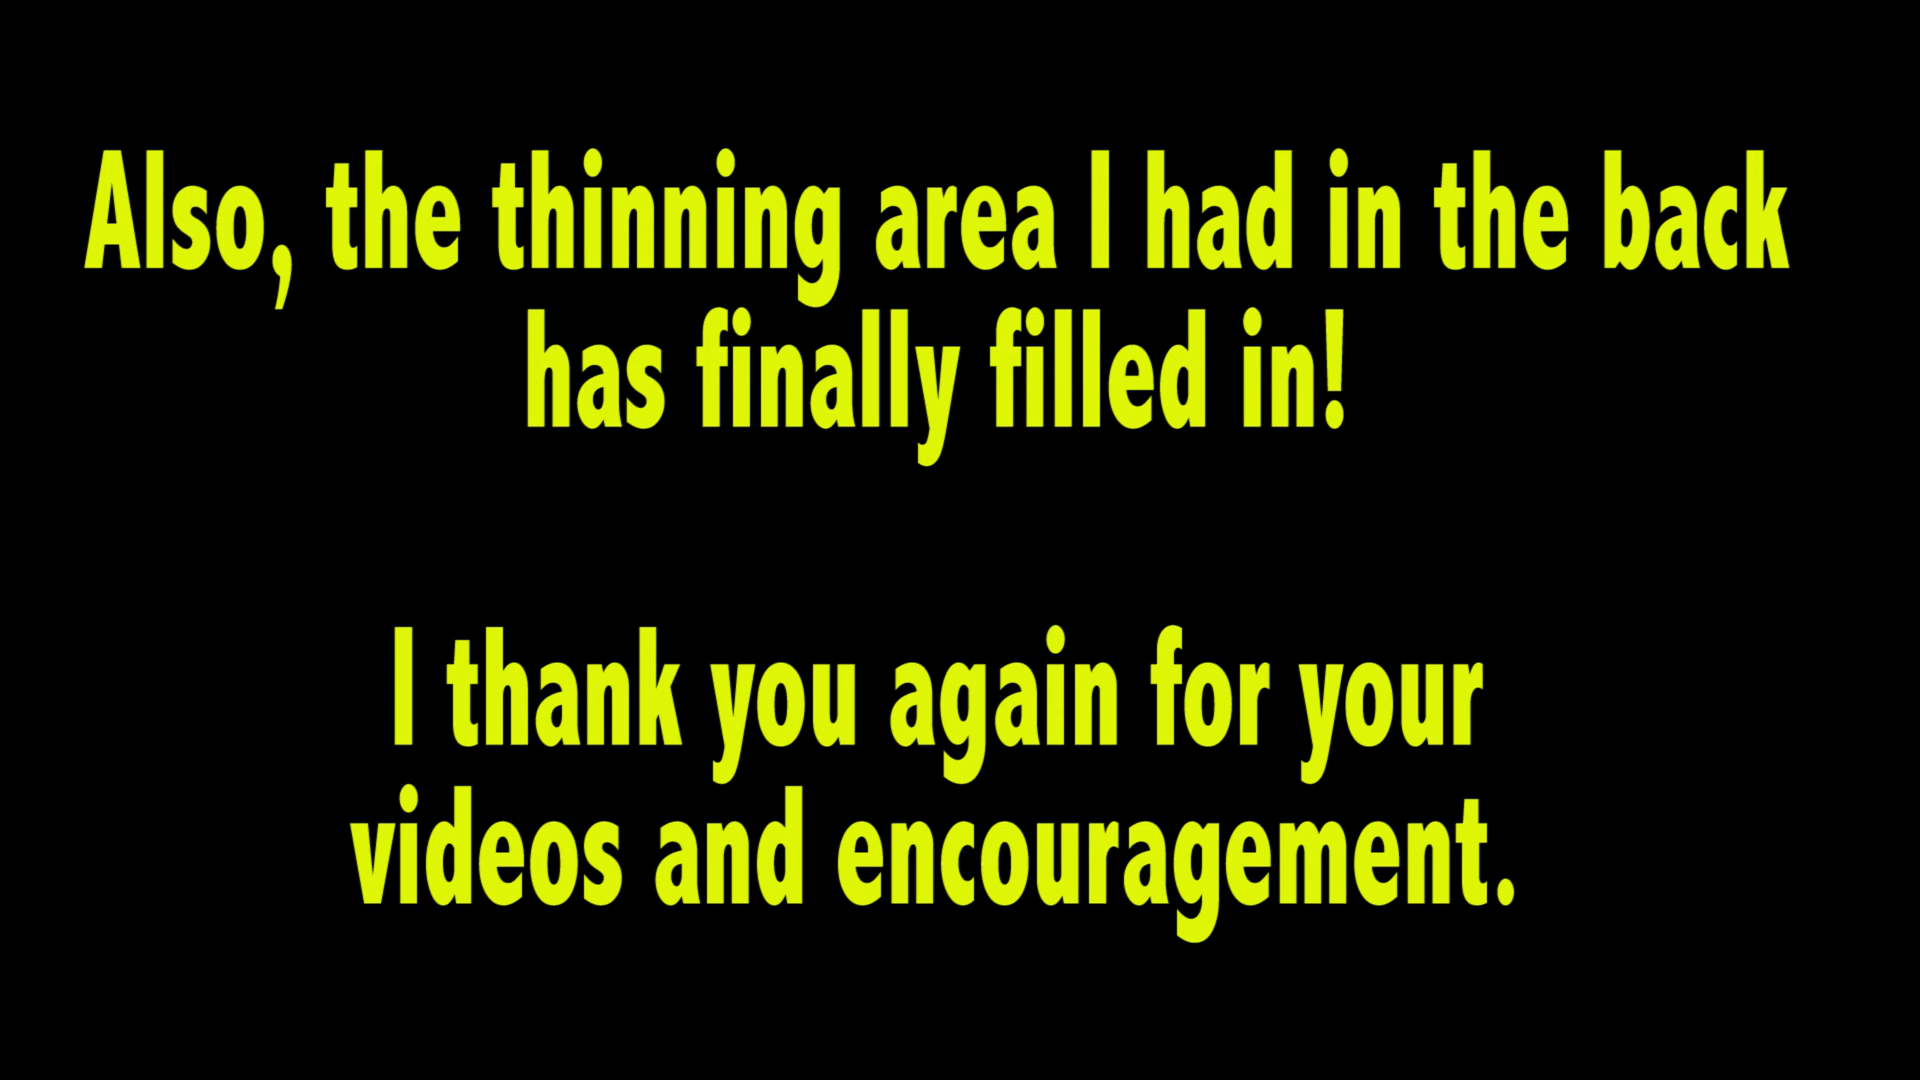 Also, the thinning area I had in the back
has finally filled in!
I thank you again for your
videos and encouragement.